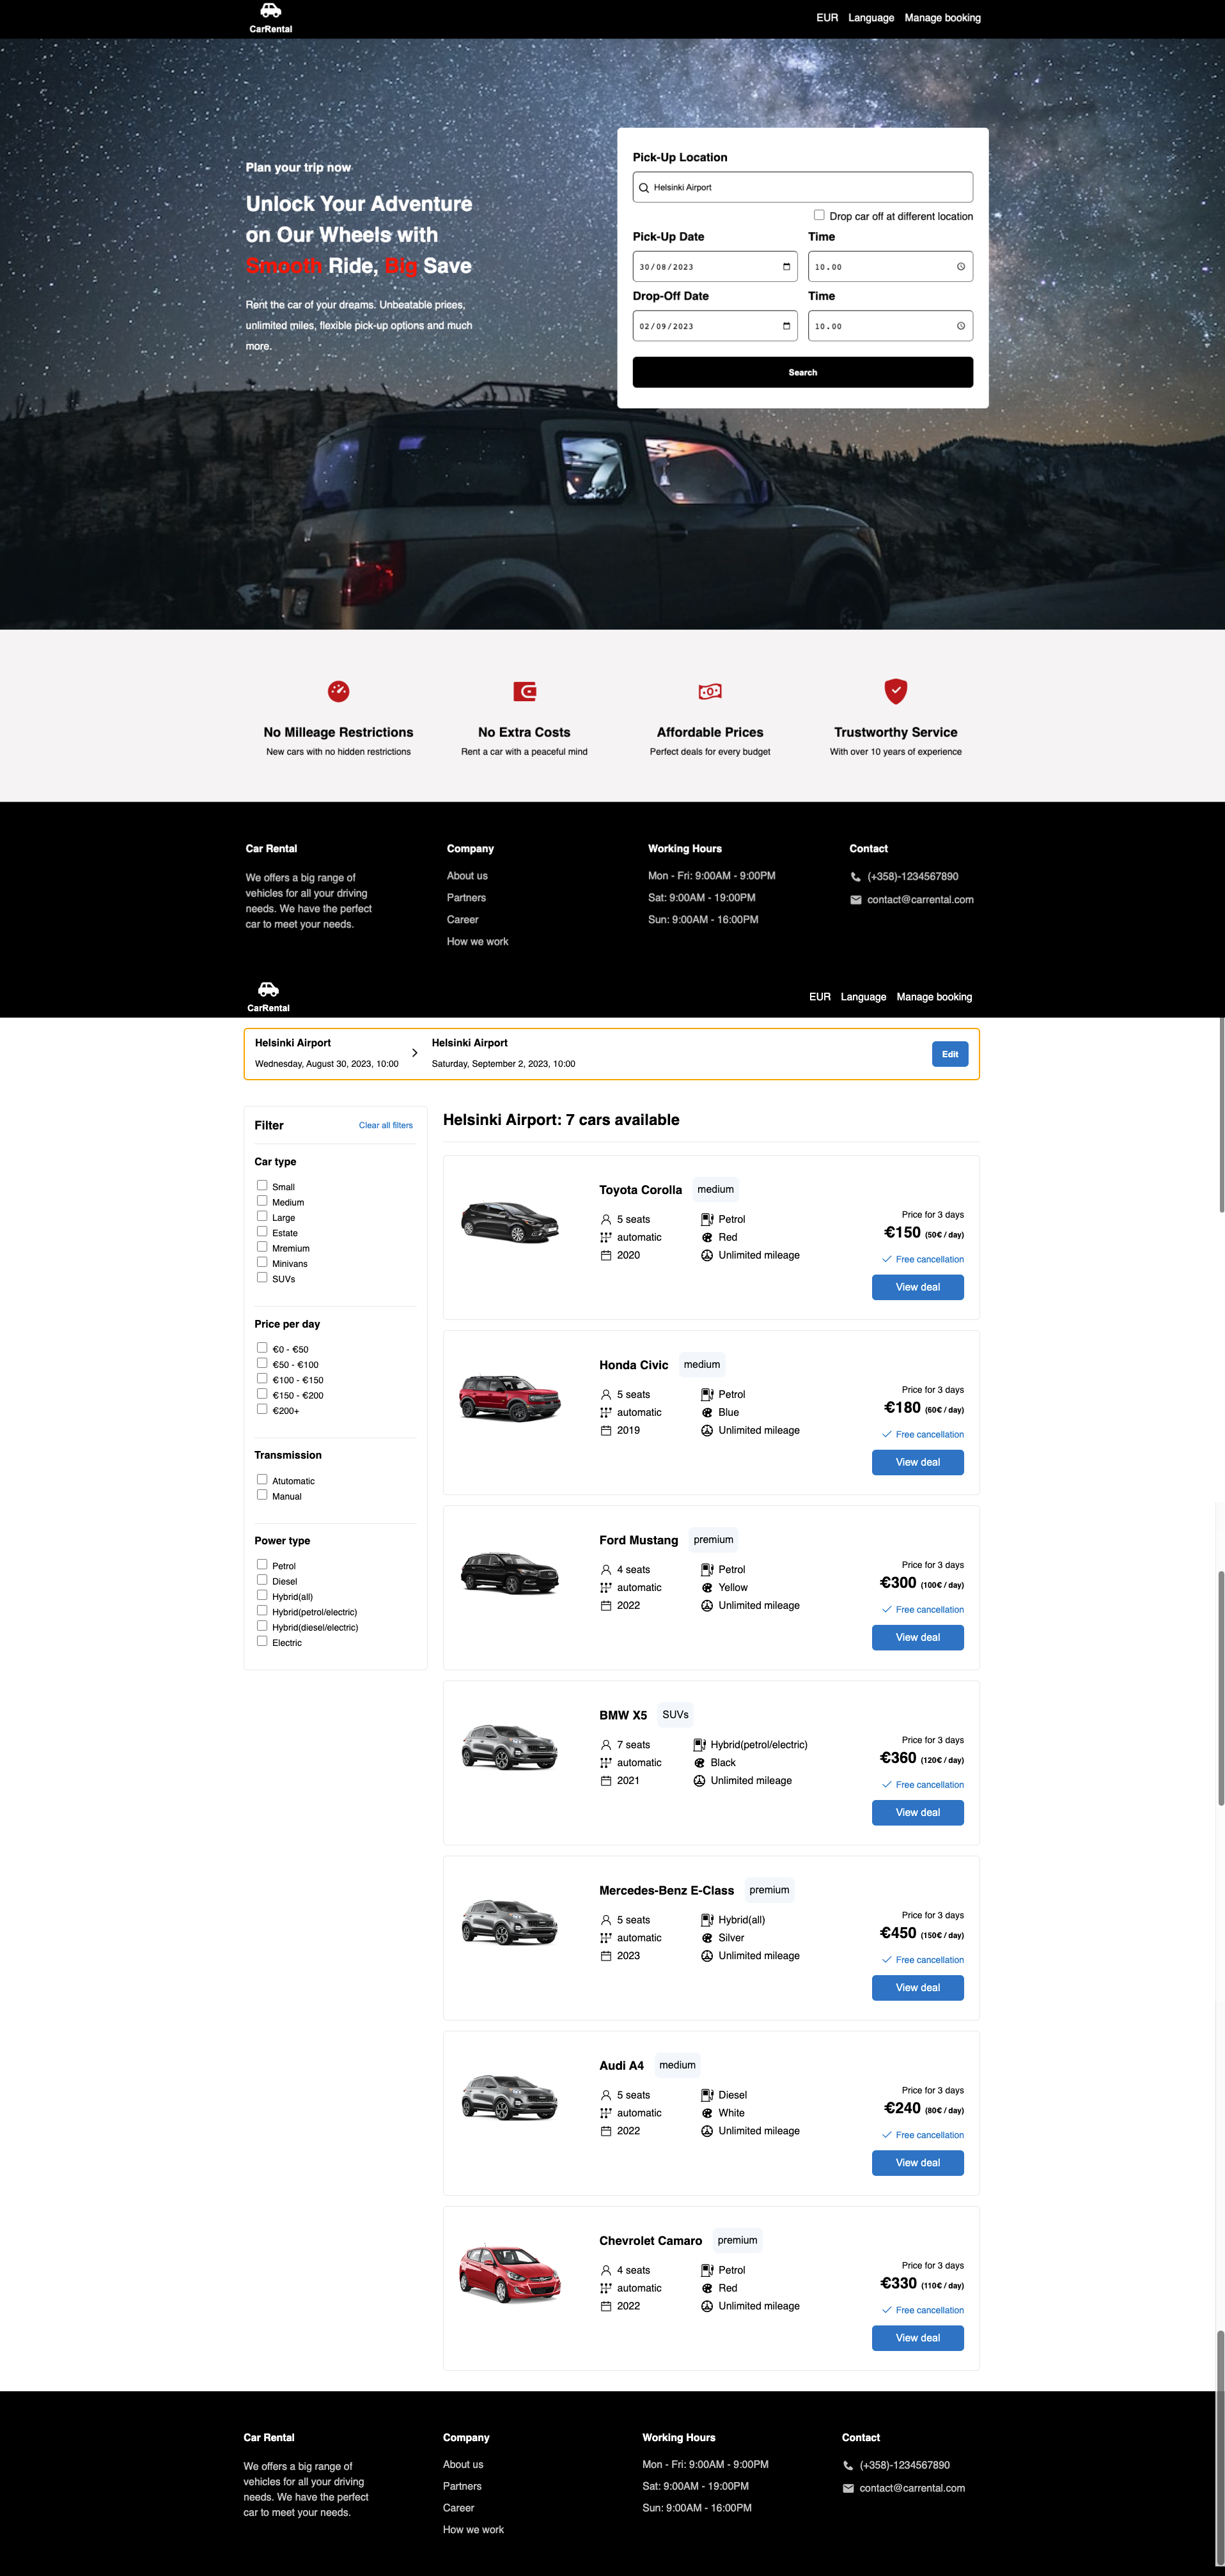 CarRental
EUR Language Manage booking
Plan your trip now
Unlock Your Adventure
on Our Wheels with
Smooth Ride, Big Save
Rent the car of your dreams. Unbeatable prices,
unlimited miles, flexible pick-up options and much
more.
Pick-Up Location
Helsinki Airport
Drop car off at different location
Pick-Up Date Time
30/08/2023 10.00
Drop-Off Date Time
02/09/2023 10.00
Search
No Mileage Restrictions
New cars with no hidden restrictions
No Extra Costs
Rent a car with a peaceful mind
Affordable Prices
Perfect deals for every budget
Trustworthy Service
With over 10 years of experience
Car Rental
We offers a big range of
vehicles for all your driving
needs. We have the perfect
car to meet your needs.
Company
About us
Partners
Career
How we work
Working Hours
Mon - Fri: 9:00AM - 9:00PM
Sat: 9:00AM - 19:00PM
Sun: 9:00AM - 16:00PM
Contact
(+358)-1234567890
contact@carrental.com
CarRental
EUR Language Manage booking
Helsinki Airport
Wednesday, August 30, 2023, 10:00
Helsinki Airport
Saturday, September 2, 2023, 10:00
Edit
Filter
Clear all filters
Car type
Small
Medium
Large
Estate
Mremium
Minivans
SUVs
Price per day
€0 - €50
€50 - €100
€100 - €150
€150 - €200
€200+
Transmission
Atutomatic
Manual
Power type
Petrol
Diesel
Hybrid(all)
Hybrid(petrol/electric)
Hybrid(diesel/electric)
Electric
Helsinki Airport: 7 cars available
Toyota Corolla medium
5 seats Petrol
automatic Red
2020 Unlimited mileage
Price for 3 days
€150 (50€ / day)
Free cancellation
View deal
Honda Civic medium
5 seats Petrol
automatic Blue
2019 Unlimited mileage
Price for 3 days
€180 (60€ / day)
Free cancellation
View deal
Ford Mustang premium
4 seats Petrol
automatic Yellow
2022 Unlimited mileage
Price for 3 days
€300 (100€ / day)
Free cancellation
View deal
BMW X5 SUVs
7 seats Hybrid(petrol/electric)
automatic Black
2021 Unlimited mileage
Price for 3 days
€360 (120€ / day)
Free cancellation
View deal
Mercedes-Benz E-Class premium
5 seats Hybrid(all)
automatic Silver
2023 Unlimited mileage
Price for 3 days
€450 (150€ / day)
Free cancellation
View deal
Audi A4 medium
5 seats Diesel
automatic White
2022 Unlimited mileage
Price for 3 days
€240 (80€ / day)
Free cancellation
View deal
Chevrolet Camaro premium
4 seats Petrol
automatic Red
2022 Unlimited mileage
Price for 3 days
€330 (110€ / day)
Free cancellation
View deal
Car Rental
We offers a big range of
vehicles for all your driving
needs. We have the perfect
car to meet your needs.
Company
About us
Partners
Career
How we work
Working Hours
Mon - Fri: 9:00AM - 9:00PM
Sat: 9:00AM - 19:00PM
Sun: 9:00AM - 16:00PM
Contact
(+358)-1234567890
contact@carrental.com